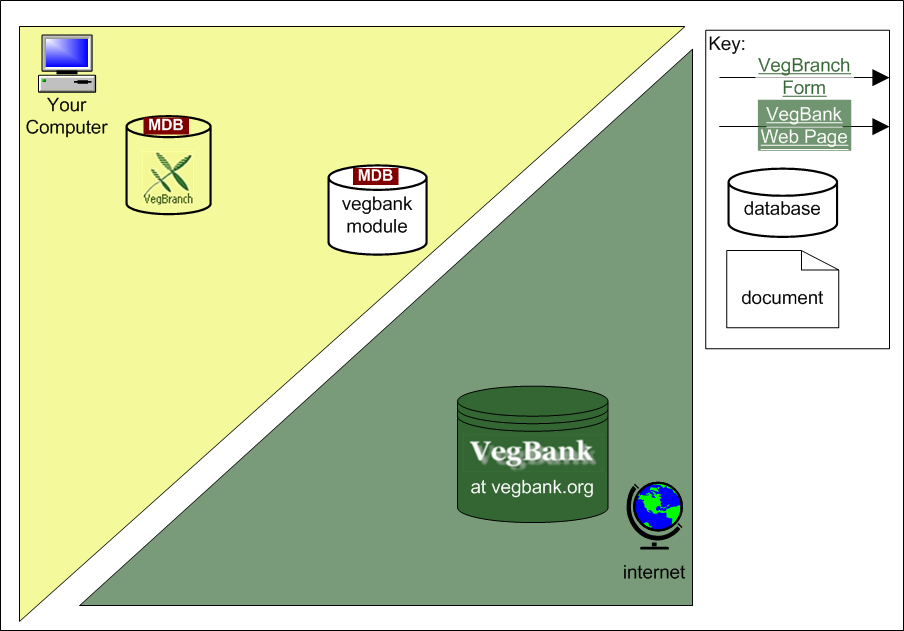 Your
Computer
MDB
VegBranch
MDB
vegbank
module
VegBank
at vegbank.org
internet
Key:
VegBranch
Form
VegBank
Web Page
database
document